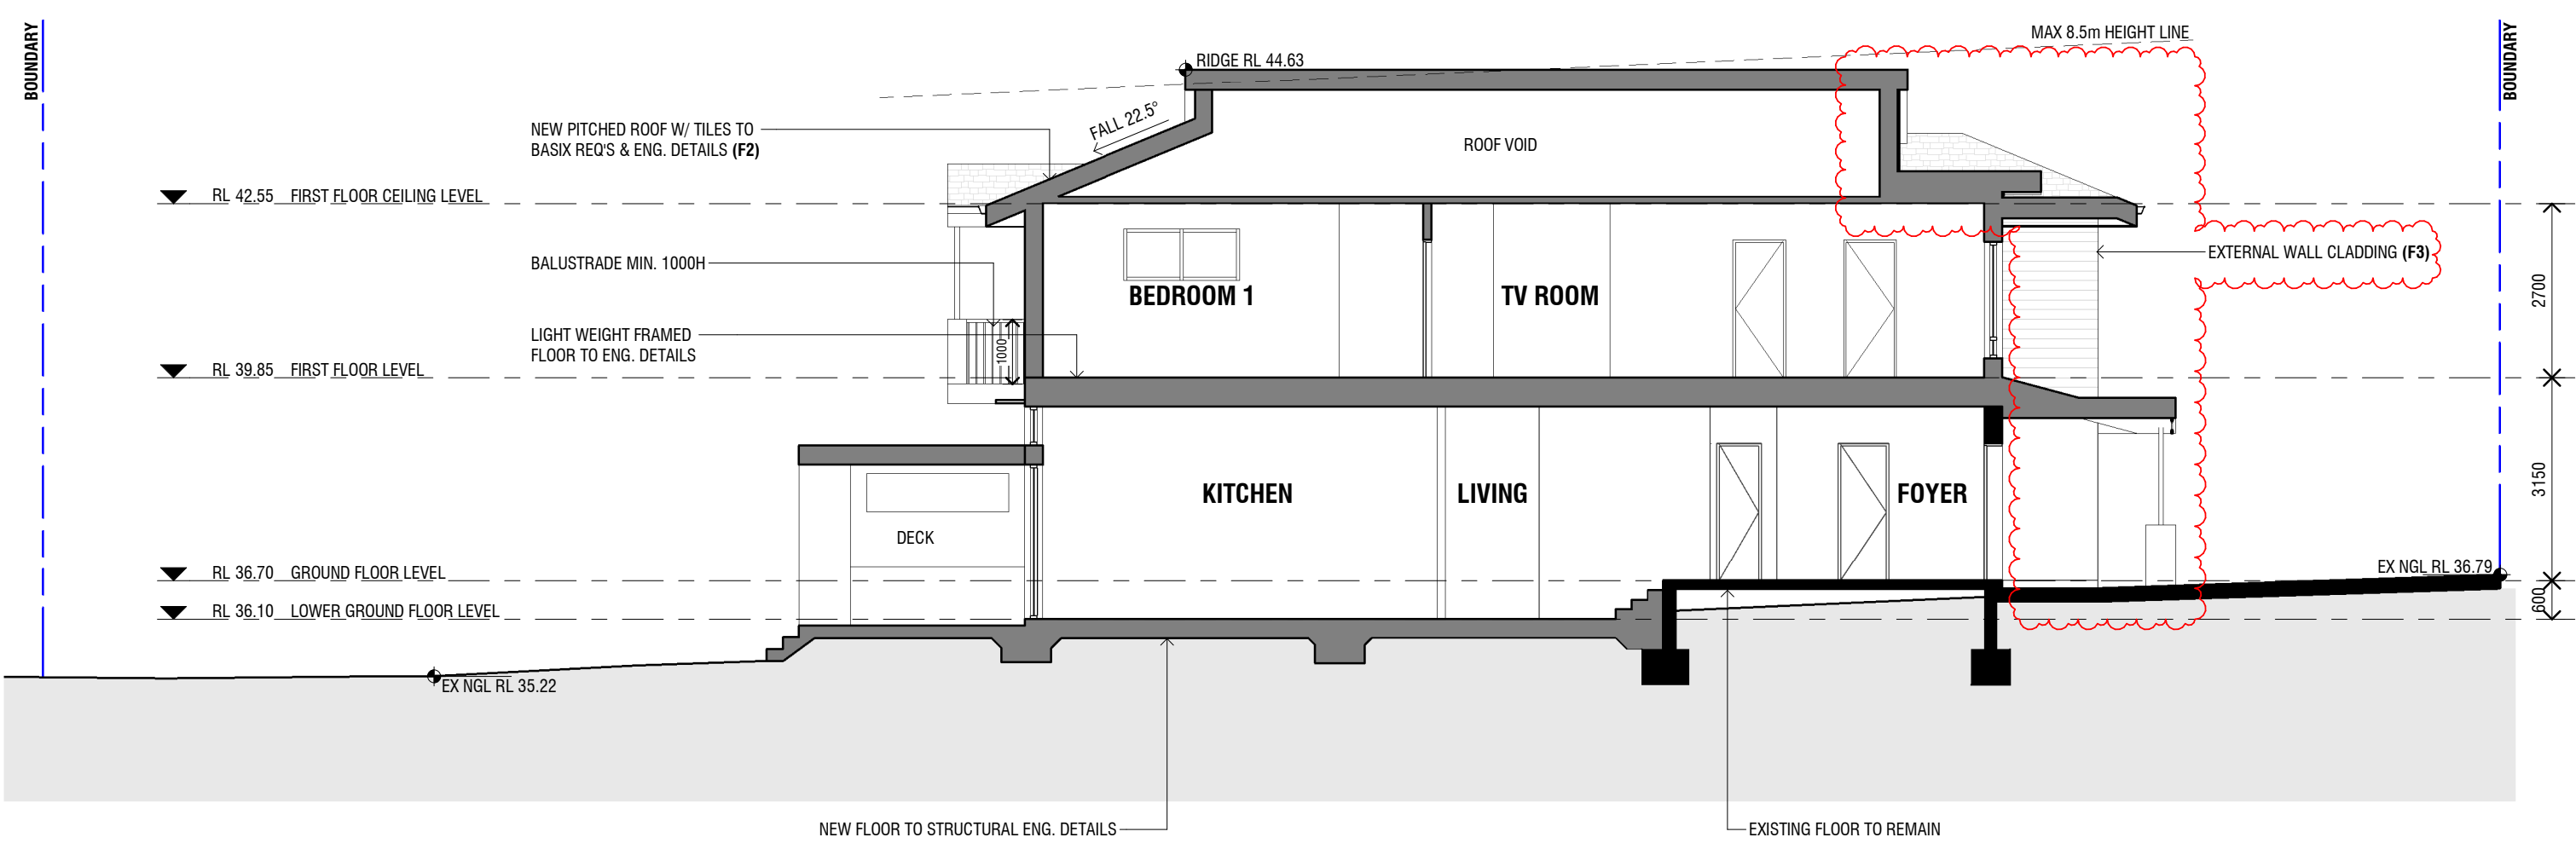 BOUNDARY
MAX 8.5m HEIGHT LINE
BOUNDARY
RIDGE RL 44.63
FALL 22.5°
NEW PITCHED ROOF W/ TILES TO
BASIX REQ'S & ENG. DETAILS (F2)
ROOF VOID
RL 42.55 FIRST FLOOR CEILING LEVEL
EXTERNAL WALL CLADDING (F3)
BALUSTRADE MIN. 1000H
BEDROOM 1
TV ROOM
2700
LIGHT WEIGHT FRAMED
FLOOR TO ENG. DETAILS
1000
RL 39.85 FIRST FLOOR LEVEL
KITCHEN
LIVING
FOYER
3150
DECK
RL 36.70 GROUND FLOOR LEVEL
EX NGL RL 36.79
RL 36.10 LOWER GROUND FLOOR LEVEL
600
EX NGL RL 35.22
NEW FLOOR TO STRUCTURAL ENG. DETAILS
EXISTING FLOOR TO REMAIN